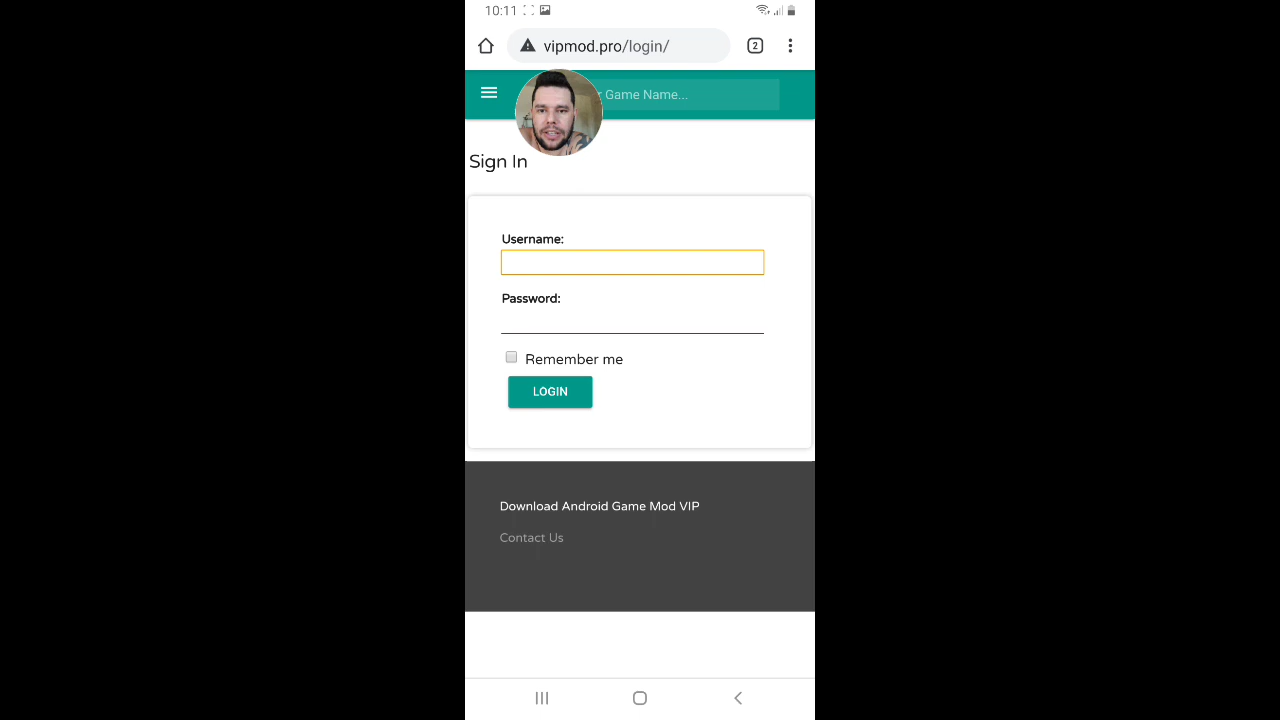 10:11
vipmod.pro/login/
2
Game Name...
Sign In
Username:
Password:
Remember me
LOGIN
Download Android Game Mod VIP
Contact Us